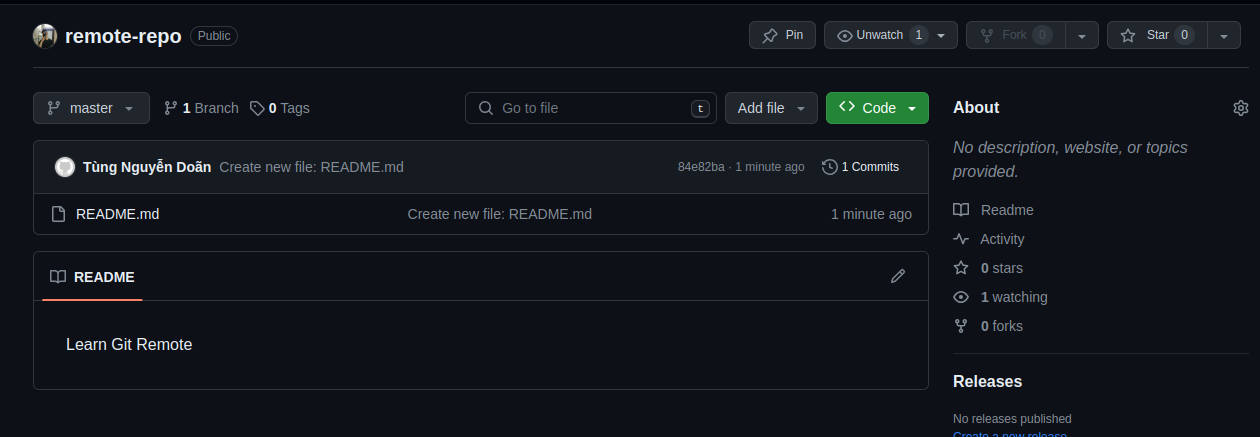 remote-repo Public Pin Unwatch 1 Fork 0 Star 0
master 1 Branch 0 Tags Go to file t Add file Code
Tùng Nguyễn Doãn Create new file: README.md 84e82ba · 1 minute ago 1 Commits
README.md Create new file: README.md 1 minute ago
README
Learn Git Remote
About
No description, website, or topics
provided.
Readme
Activity
0 stars
1 watching
0 forks
Releases
No releases published
Create a new release